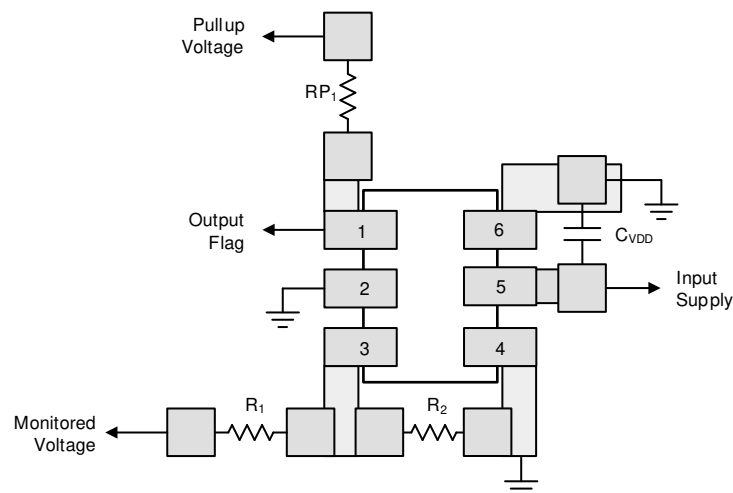 Pullup
Voltage
RP1
Output
Flag
1
6
CVDD
2
5
Input
Supply
3
4
R1
R2
Monitored
Voltage